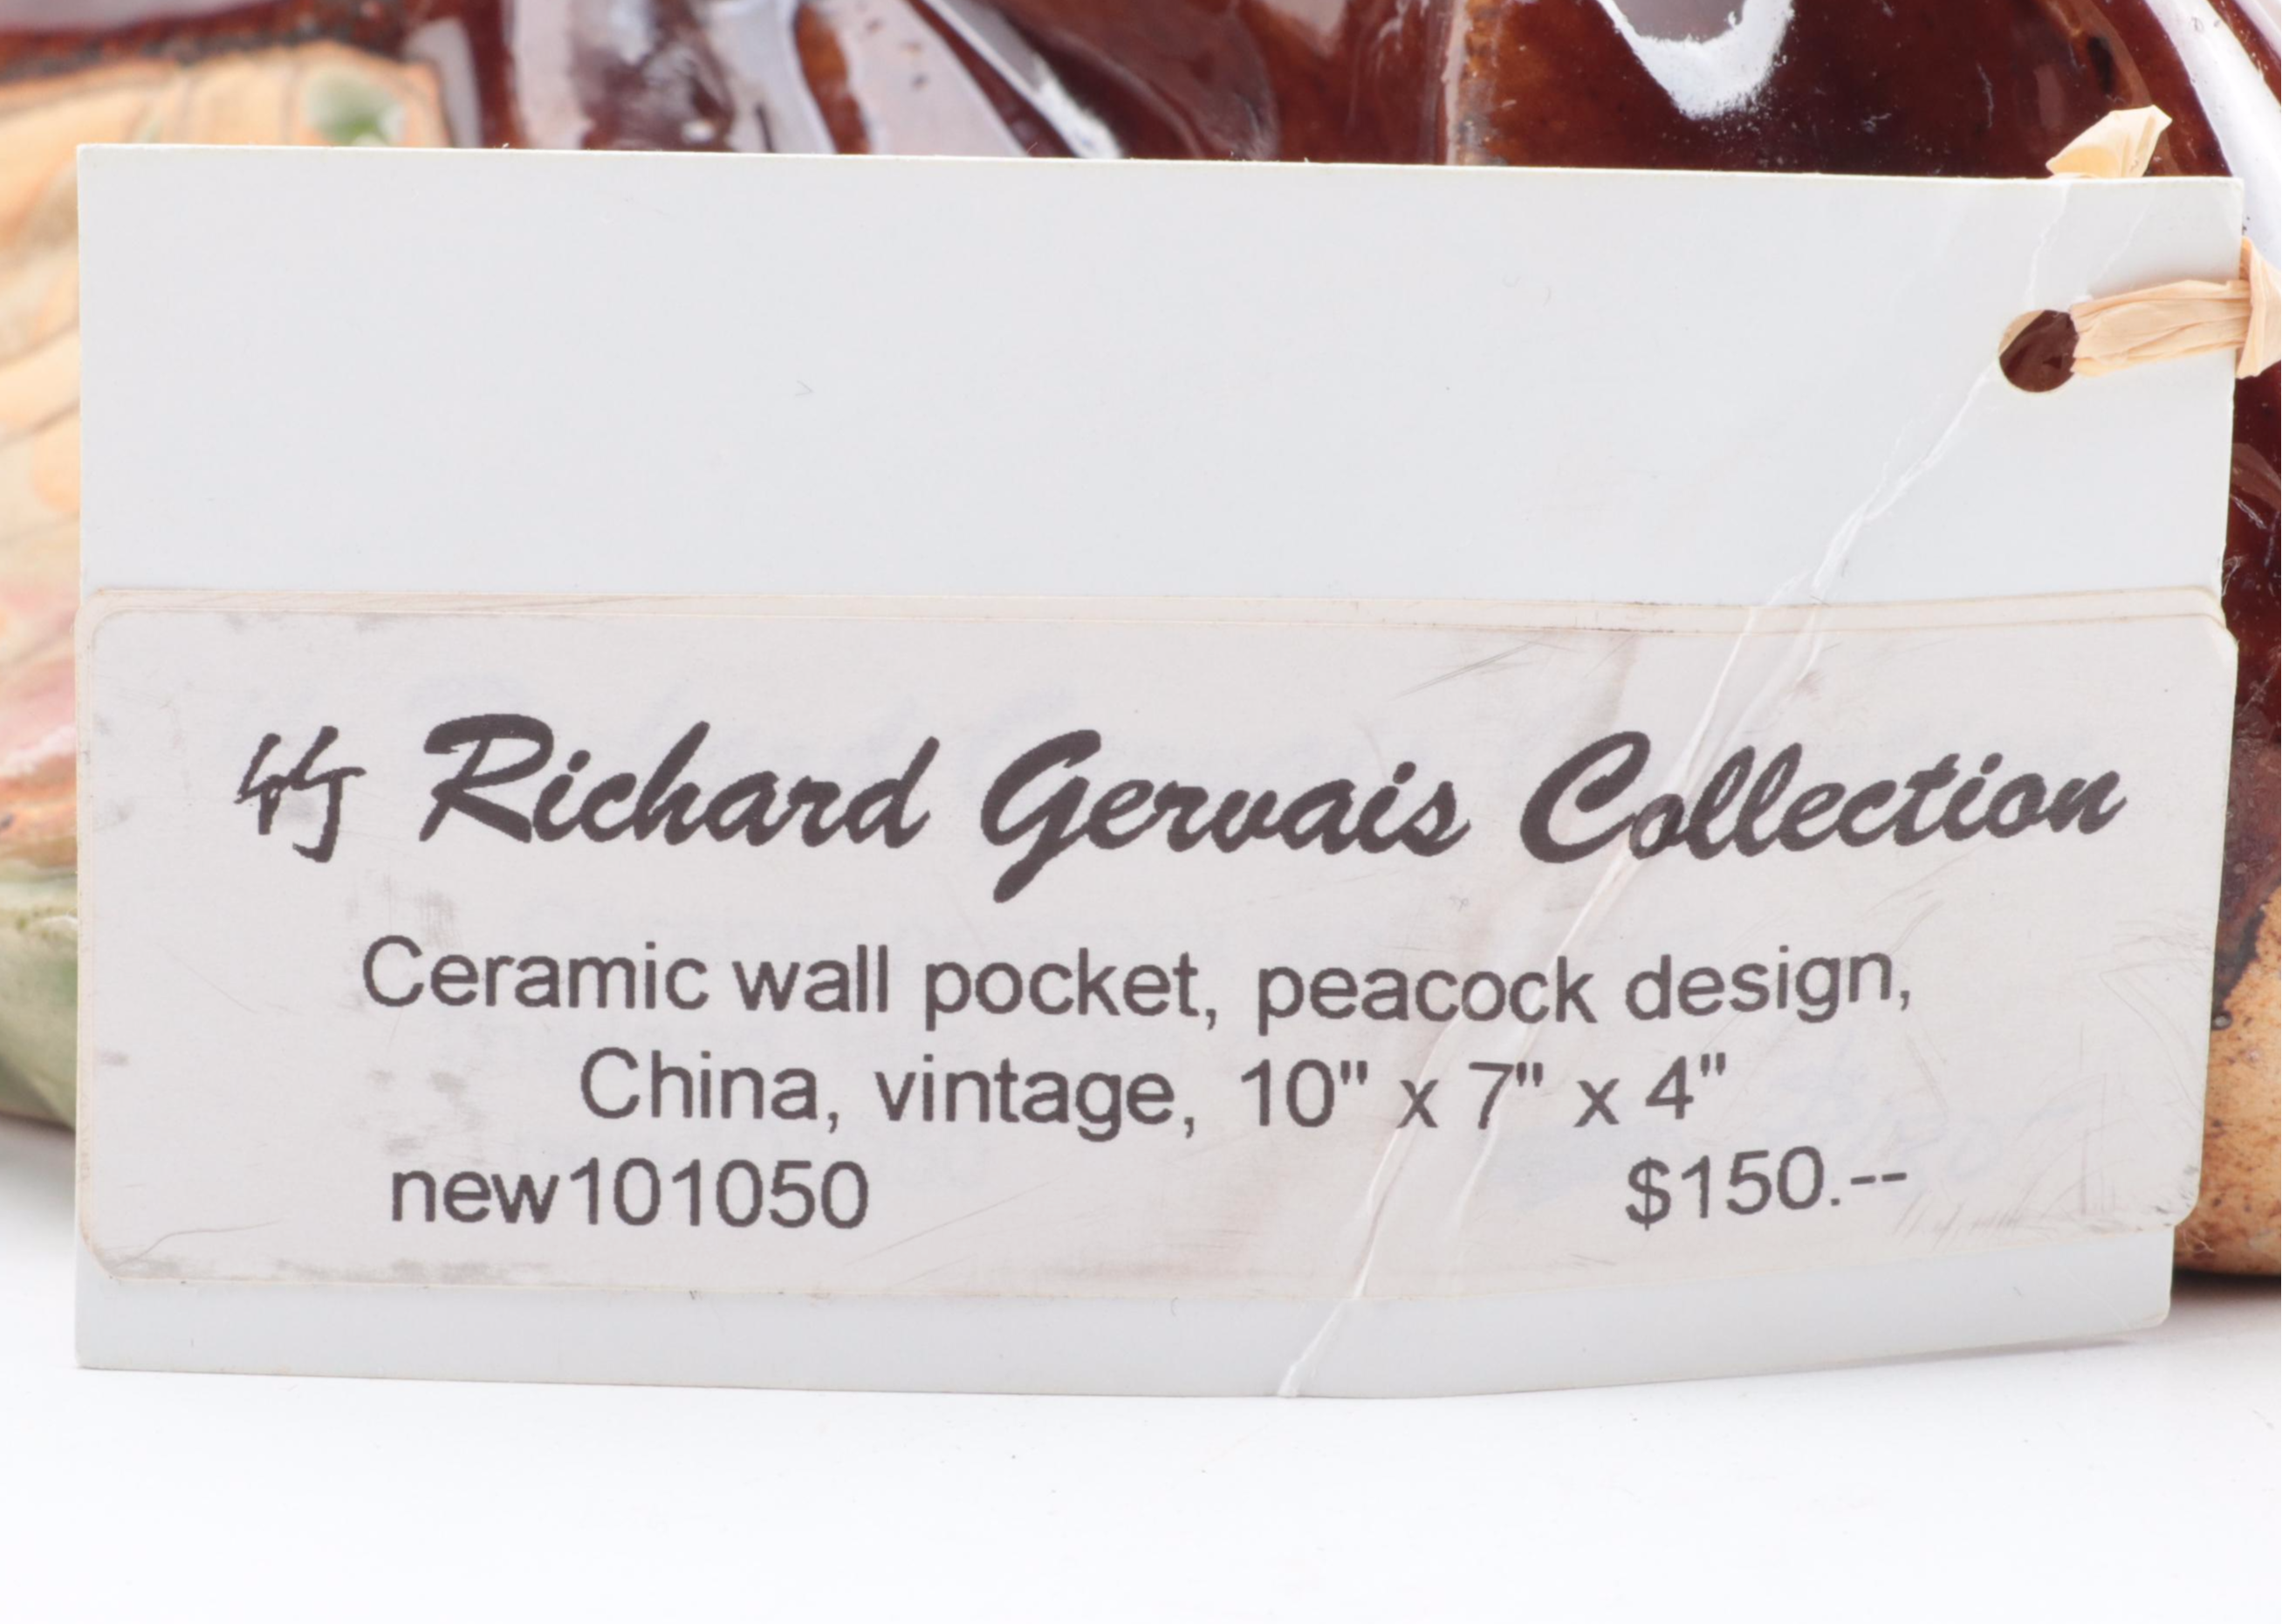 Richard Gervais Collection
Ceramic wall pocket, peacock design,
China, vintage, 10" x 7" x 4"
new101050 $150.--